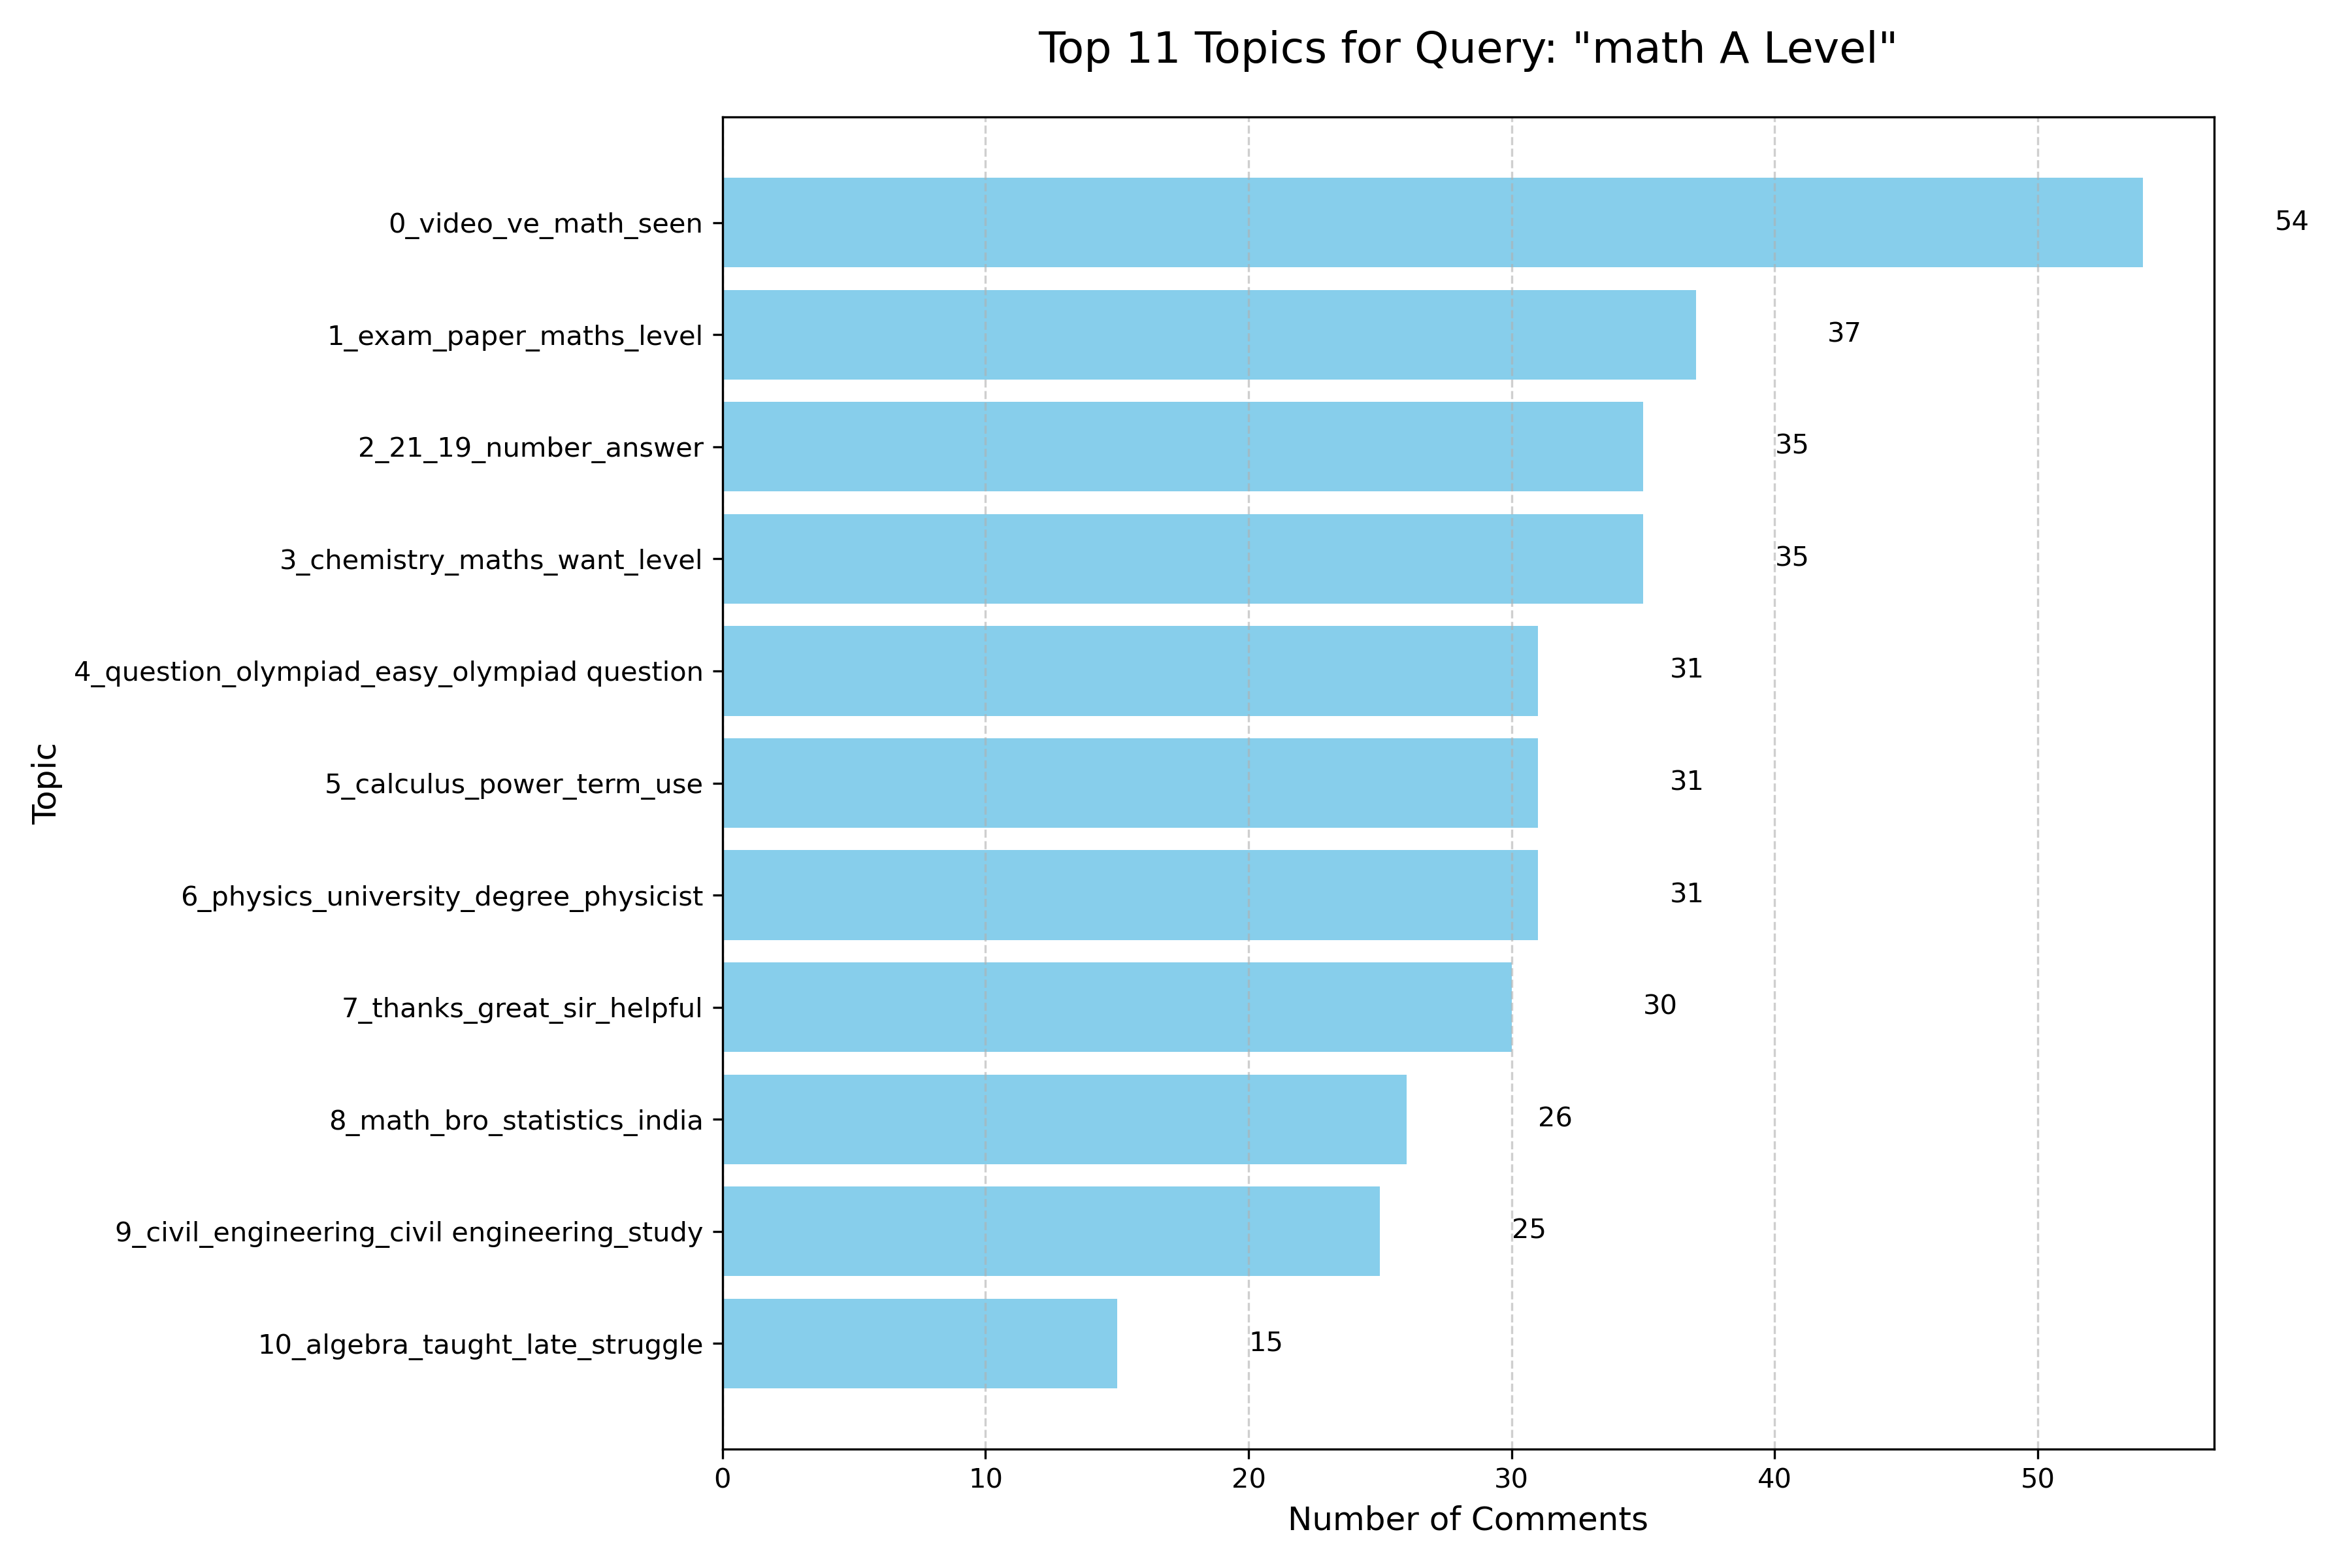 Top 11 Topics for Query: "math A Level"
0_video_ve_math_seen
54
1_exam_paper_maths_level
37
2_21_19_number_answer
35
3_chemistry_maths_want_level
35
4_question_olympiad_easy_olympiad question
31
5_calculus_power_term_use
31
6_physics_university_degree_physicist
31
7_thanks_great_sir_helpful
30
8_math_bro_statistics_india
26
9_civil_engineering_civil engineering_study
25
10_algebra_taught_late_struggle
15
Topic
0 10 20 30 40 50
Number of Comments